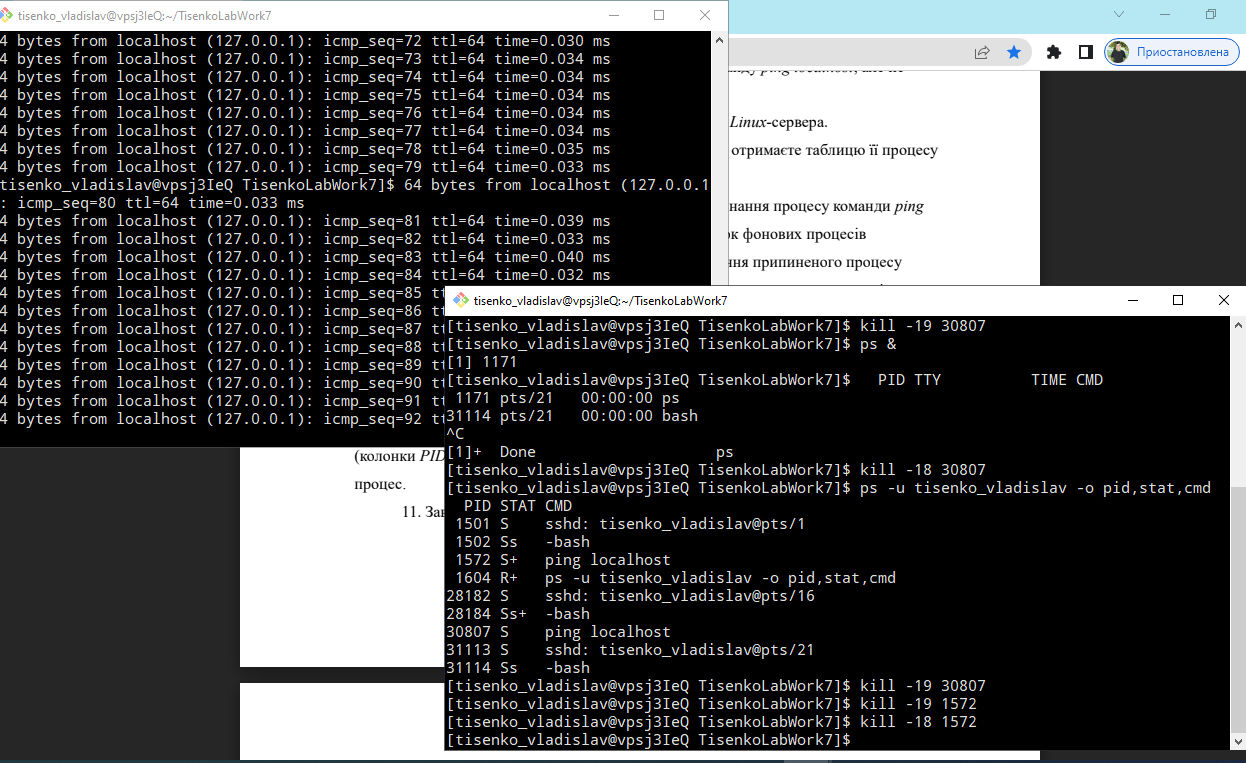 tisenko_vladislav@vpsj3IeQ:~/TisenkoLabWork7
4 bytes from localhost (127.0.0.1): icmp_seq=72 ttl=64 time=0.030 ms
4 bytes from localhost (127.0.0.1): icmp_seq=73 ttl=64 time=0.034 ms
4 bytes from localhost (127.0.0.1): icmp_seq=74 ttl=64 time=0.034 ms
4 bytes from localhost (127.0.0.1): icmp_seq=75 ttl=64 time=0.034 ms
4 bytes from localhost (127.0.0.1): icmp_seq=76 ttl=64 time=0.034 ms
4 bytes from localhost (127.0.0.1): icmp_seq=77 ttl=64 time=0.034 ms
4 bytes from localhost (127.0.0.1): icmp_seq=78 ttl=64 time=0.035 ms
4 bytes from localhost (127.0.0.1): icmp_seq=79 ttl=64 time=0.033 ms
tisenko_vladislav@vpsj3IeQ TisenkoLabWork7]$ 64 bytes from localhost (127.0.0.1
: icmp_seq=80 ttl=64 time=0.033 ms
4 bytes from localhost (127.0.0.1): icmp_seq=81 ttl=64 time=0.039 ms
4 bytes from localhost (127.0.0.1): icmp_seq=82 ttl=64 time=0.033 ms
4 bytes from localhost (127.0.0.1): icmp_seq=83 ttl=64 time=0.040 ms
4 bytes from localhost (127.0.0.1): icmp_seq=84 ttl=64 time=0.032 ms
4 bytes from localhost (127.0.0.1): icmp_seq=85 tt
4 bytes from localhost (127.0.0.1): icmp_seq=86 tt
4 bytes from localhost (127.0.0.1): icmp_seq=87 tt
4 bytes from localhost (127.0.0.1): icmp_seq=88 tt
4 bytes from localhost (127.0.0.1): icmp_seq=89 tt
4 bytes from localhost (127.0.0.1): icmp_seq=90 tt
4 bytes from localhost (127.0.0.1): icmp_seq=91 tt
4 bytes from localhost (127.0.0.1): icmp_seq=92 tt
Приостановлена
Linux-сервера.
отримаєте таблицю її процесу
нання процесу команди ping
ок фонових процесів
ння припиненого процесу
tisenko_vladislav@vpsj3IeQ:~/TisenkoLabWork7
[tisenko_vladislav@vpsj3IeQ TisenkoLabWork7]$ kill -19 30807
[tisenko_vladislav@vpsj3IeQ TisenkoLabWork7]$ ps &
[1] 1171
[tisenko_vladislav@vpsj3IeQ TisenkoLabWork7]$   PID TTY          TIME CMD
 1171 pts/21   00:00:00 ps
31114 pts/21   00:00:00 bash
^C
[1]+  Done                    ps
[tisenko_vladislav@vpsj3IeQ TisenkoLabWork7]$ kill -18 30807
[tisenko_vladislav@vpsj3IeQ TisenkoLabWork7]$ ps -u tisenko_vladislav -o pid,stat,cmd
  PID STAT CMD
 1501 S    sshd: tisenko_vladislav@pts/1
 1502 Ss   -bash
 1572 S+   ping localhost
 1604 R+   ps -u tisenko_vladislav -o pid,stat,cmd
28182 S    sshd: tisenko_vladislav@pts/16
28184 Ss+  -bash
30807 S    ping localhost
31113 S    sshd: tisenko_vladislav@pts/21
31114 Ss   -bash
[tisenko_vladislav@vpsj3IeQ TisenkoLabWork7]$ kill -19 30807
[tisenko_vladislav@vpsj3IeQ TisenkoLabWork7]$ kill -19 1572
[tisenko_vladislav@vpsj3IeQ TisenkoLabWork7]$ kill -18 1572
[tisenko_vladislav@vpsj3IeQ TisenkoLabWork7]$
(колонки PID
процес.
11. Зав